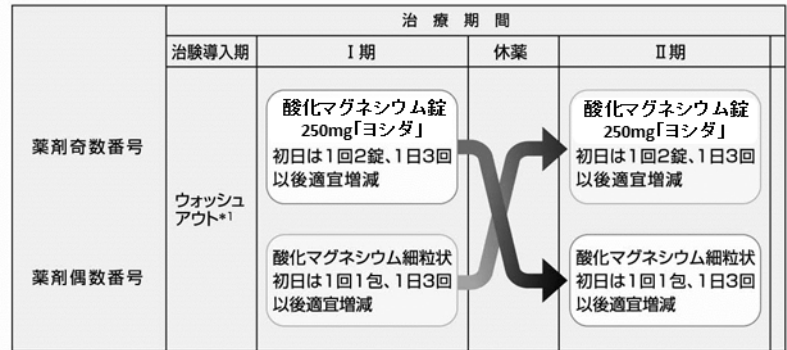 治療期間
治験導入期
Ⅰ期
休薬
Ⅱ期
薬剤奇数番号
薬剤偶数番号
ウォッシュ
アウト*1
酸化マグネシウム錠
250mg「ヨシダ」
初日は1回2錠、1日3回
以後適宜増減
酸化マグネシウム細粒状
初日は1回1包、1日3回
以後適宜増減
酸化マグネシウム錠
250mg「ヨシダ」
初日は1回2錠、1日3回
以後適宜増減
酸化マグネシウム細粒状
初日は1回1包、1日3回
以後適宜増減